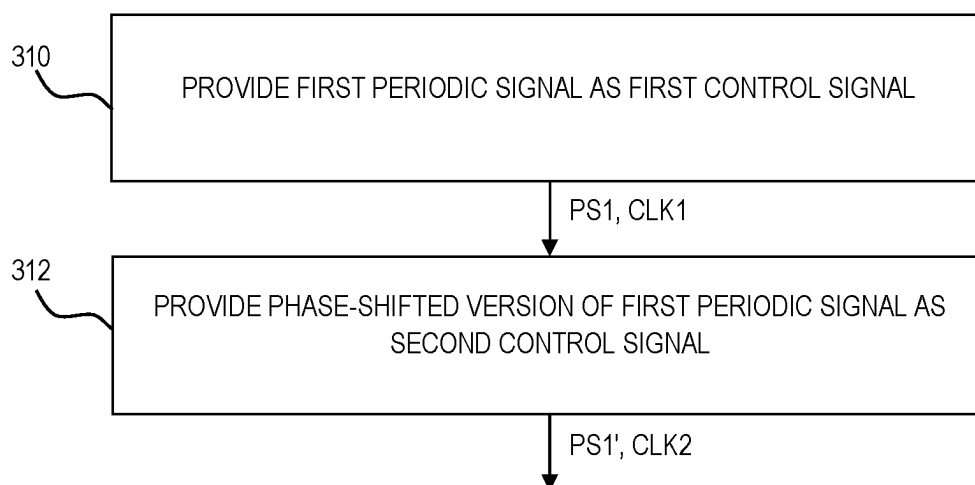 310
PROVIDE FIRST PERIODIC SIGNAL AS FIRST CONTROL SIGNAL
PS1, CLK1
312
PROVIDE PHASE-SHIFTED VERSION OF FIRST PERIODIC SIGNAL AS
SECOND CONTROL SIGNAL
PS1', CLK2